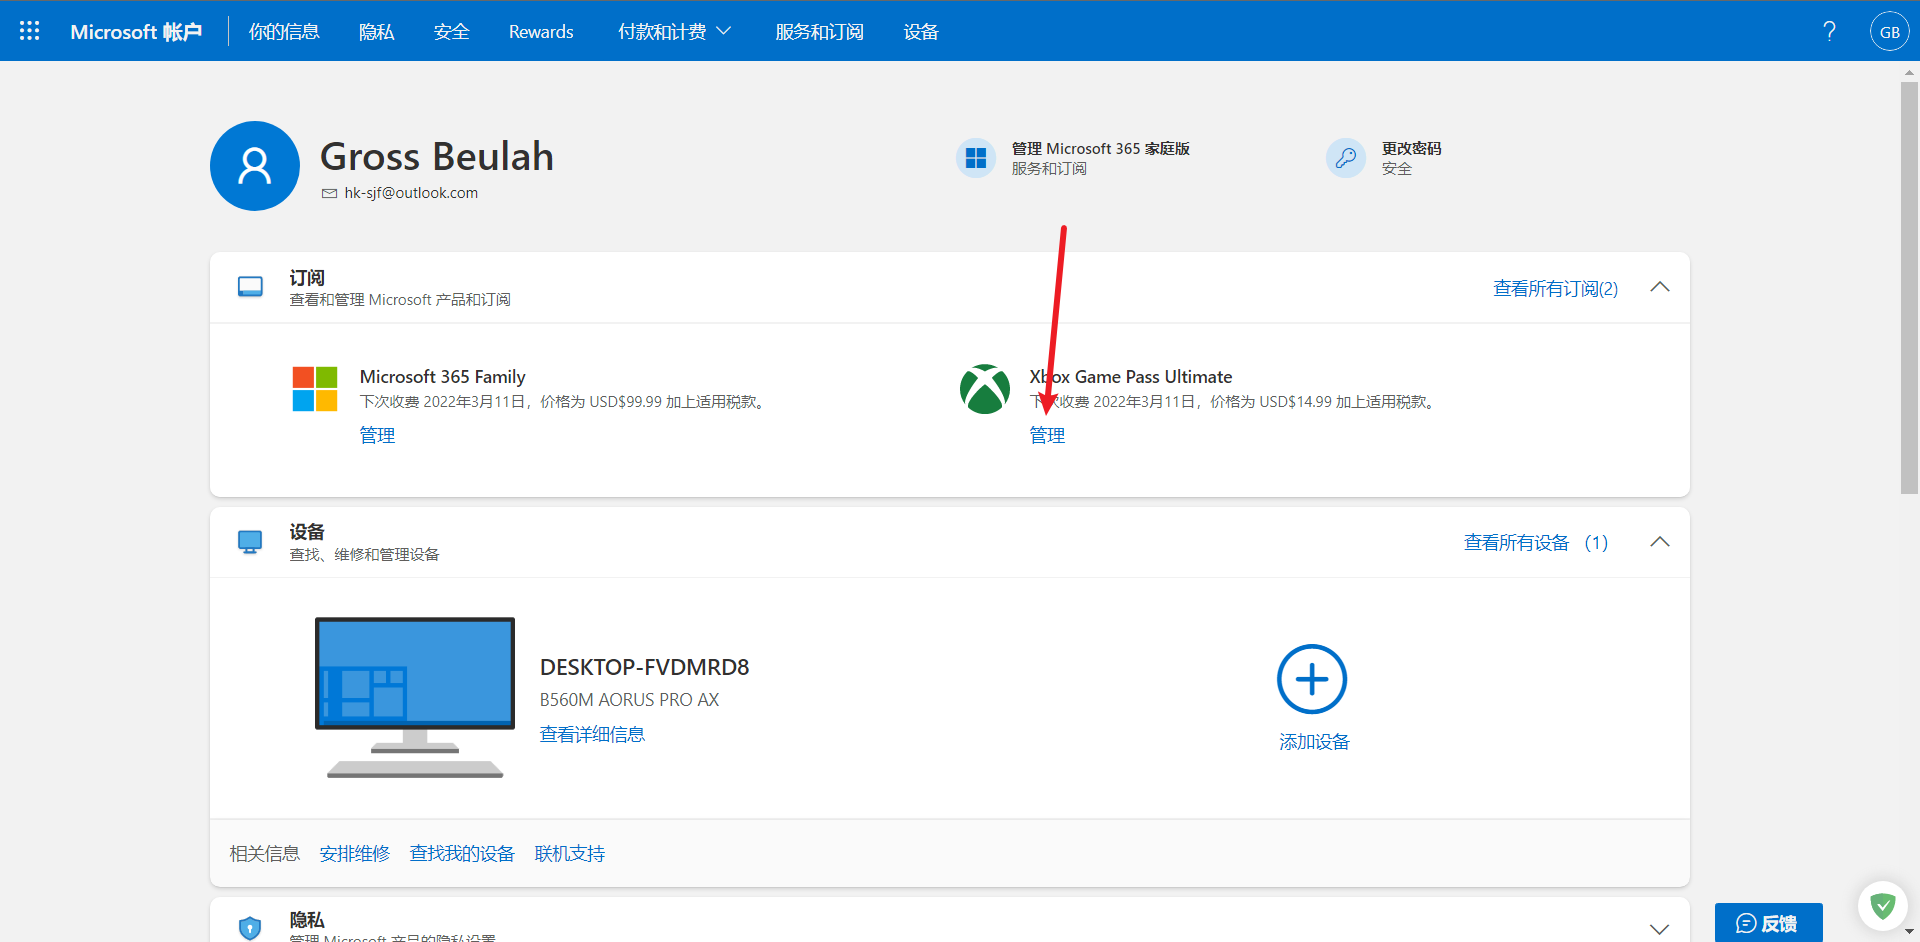 Microsoft 帐户 你的信息 隐私 安全 Rewards 付款和计费 服务和订阅 设备 ? GB
Gross Beulah
hk-sjf@outlook.com
管理 Microsoft 365 家庭版
服务和订阅
更改密码
安全
订阅
查看和管理 Microsoft 产品和订阅
查看所有订阅(2)
Microsoft 365 Family
下次收费 2022年3月11日，价格为 USD$99.99 加上适用税款。
管理
Xbox Game Pass Ultimate
下次收费 2022年3月11日，价格为 USD$14.99 加上适用税款。
管理
设备
查找、维修和管理设备
查看所有设备 （1）
DESKTOP-FVDMRD8
B560M AORUS PRO AX
查看详细信息
添加设备
相关信息 安排维修 查找我的设备 联机支持
隐私
管理 Microsoft 产品的隐私设置
反馈